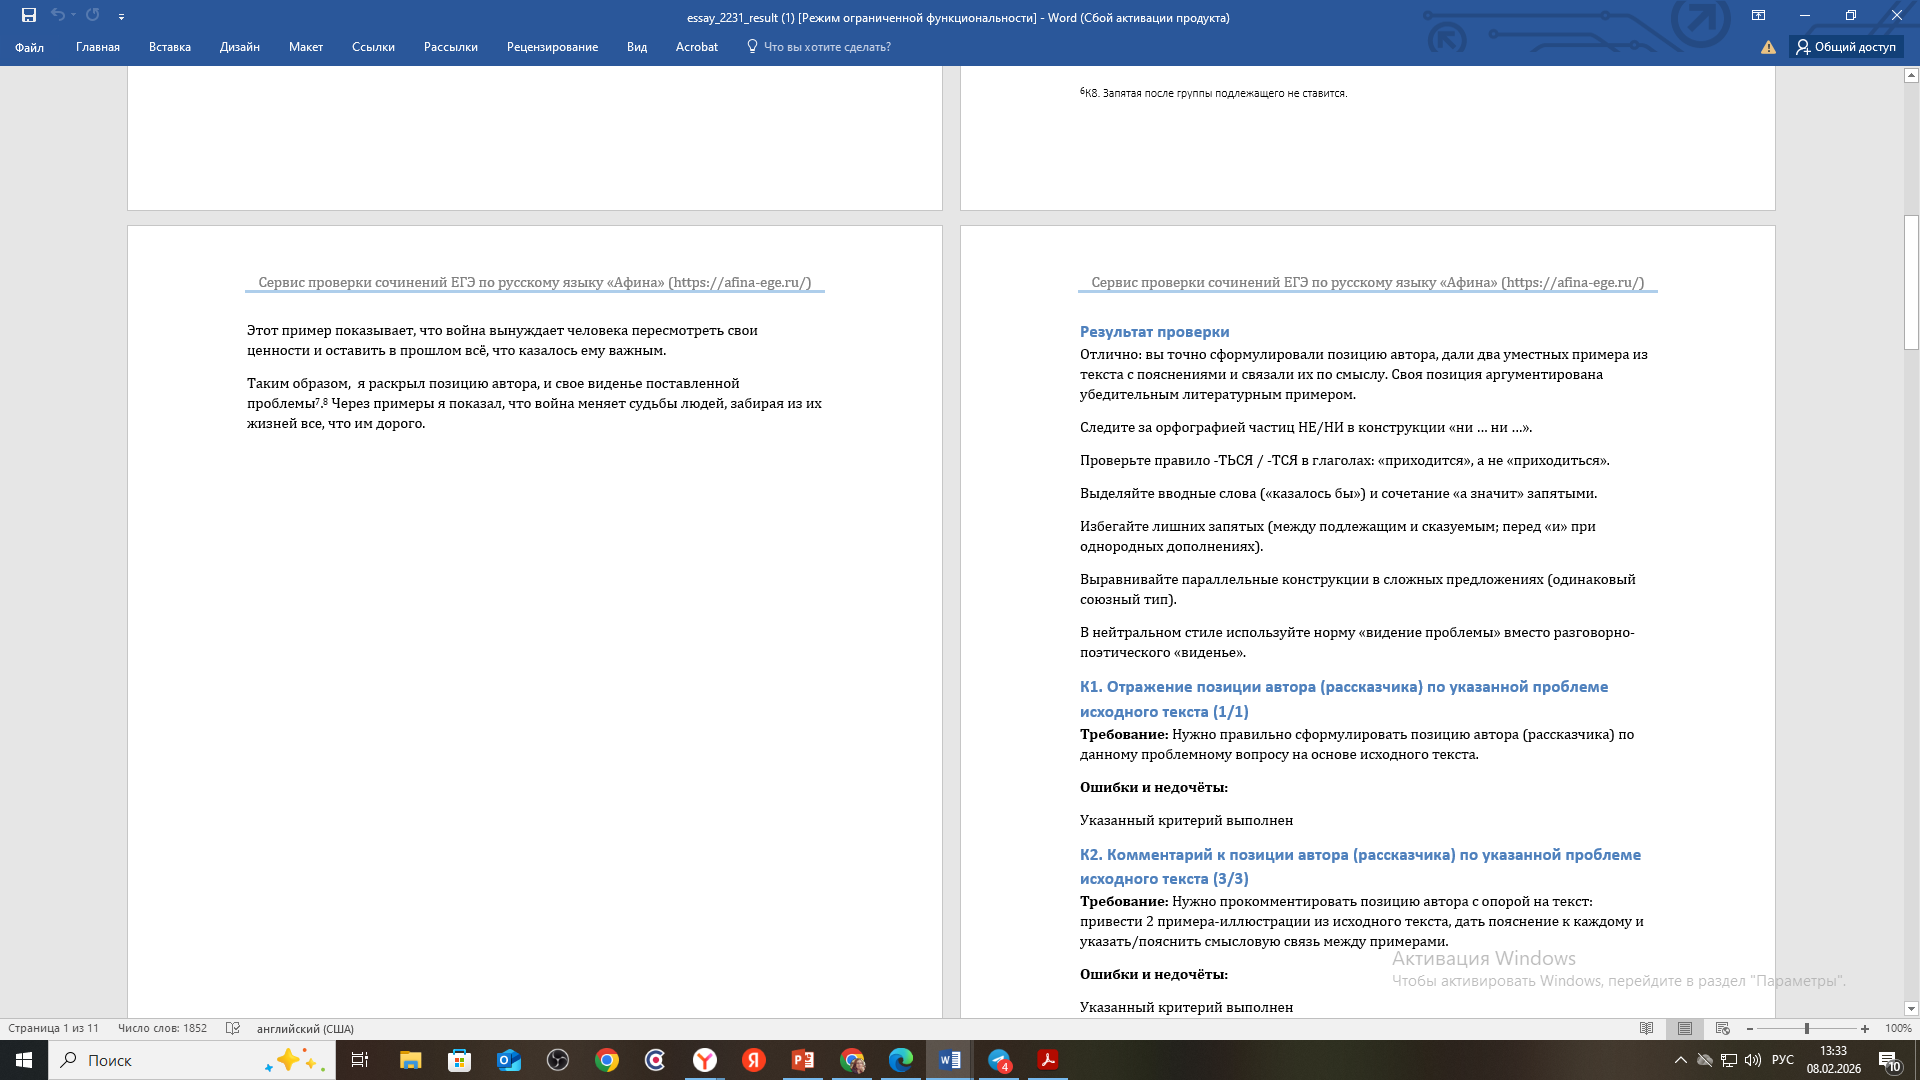 essay_2231_result (1) [Режим ограниченной функциональности] - Word (Сбой активации продукта)
Файл Главная Вставка Дизайн Макет Ссылки Рассылки Рецензирование Вид Acrobat Что вы хотите сделать? Общий доступ
⁶К8. Запятая после группы подлежащего не ставится.
Сервис проверки сочинений ЕГЭ по русскому языку «Афина» (https://afina-ege.ru/)
Этот пример показывает, что война вынуждает человека пересмотреть свои
ценности и оставить в прошлом всё, что казалось ему важным.
Таким образом,  я раскрыл позицию автора, и свое виденье поставленной
проблемы⁷.⁸ Через примеры я показал, что война меняет судьбы людей, забирая из их
жизней все, что им дорого.
Сервис проверки сочинений ЕГЭ по русскому языку «Афина» (https://afina-ege.ru/)
Результат проверки
Отлично: вы точно сформулировали позицию автора, дали два уместных примера из
текста с пояснениями и связали их по смыслу. Своя позиция аргументирована
убедительным литературным примером.
Следите за орфографией частиц НЕ/НИ в конструкции «ни … ни …».
Проверьте правило -ТЬСЯ / -ТСЯ в глаголах: «приходится», а не «приходиться».
Выделяйте вводные слова («казалось бы») и сочетание «а значит» запятыми.
Избегайте лишних запятых (между подлежащим и сказуемым; перед «и» при
однородных дополнениях).
Выравнивайте параллельные конструкции в сложных предложениях (одинаковый
союзный тип).
В нейтральном стиле используйте норму «видение проблемы» вместо разговорно-
поэтического «виденье».
К1. Отражение позиции автора (рассказчика) по указанной проблеме
исходного текста (1/1)
Требование: Нужно правильно сформулировать позицию автора (рассказчика) по
данному проблемному вопросу на основе исходного текста.
Ошибки и недочёты:
Указанный критерий выполнен
К2. Комментарий к позиции автора (рассказчика) по указанной проблеме
исходного текста (3/3)
Требование: Нужно прокомментировать позицию автора с опорой на текст:
привести 2 примера-иллюстрации из исходного текста, дать пояснение к каждому и
указать/пояснить смысловую связь между примерами.
Ошибки и недочёты:
Указанный критерий выполнен
Активация Windows
Чтобы активировать Windows, перейдите в раздел "Параметры".
Страница 1 из 11 Число слов: 1852 английский (США) 100%
Поиск 4 РУС 13:33 10
08.02.2026